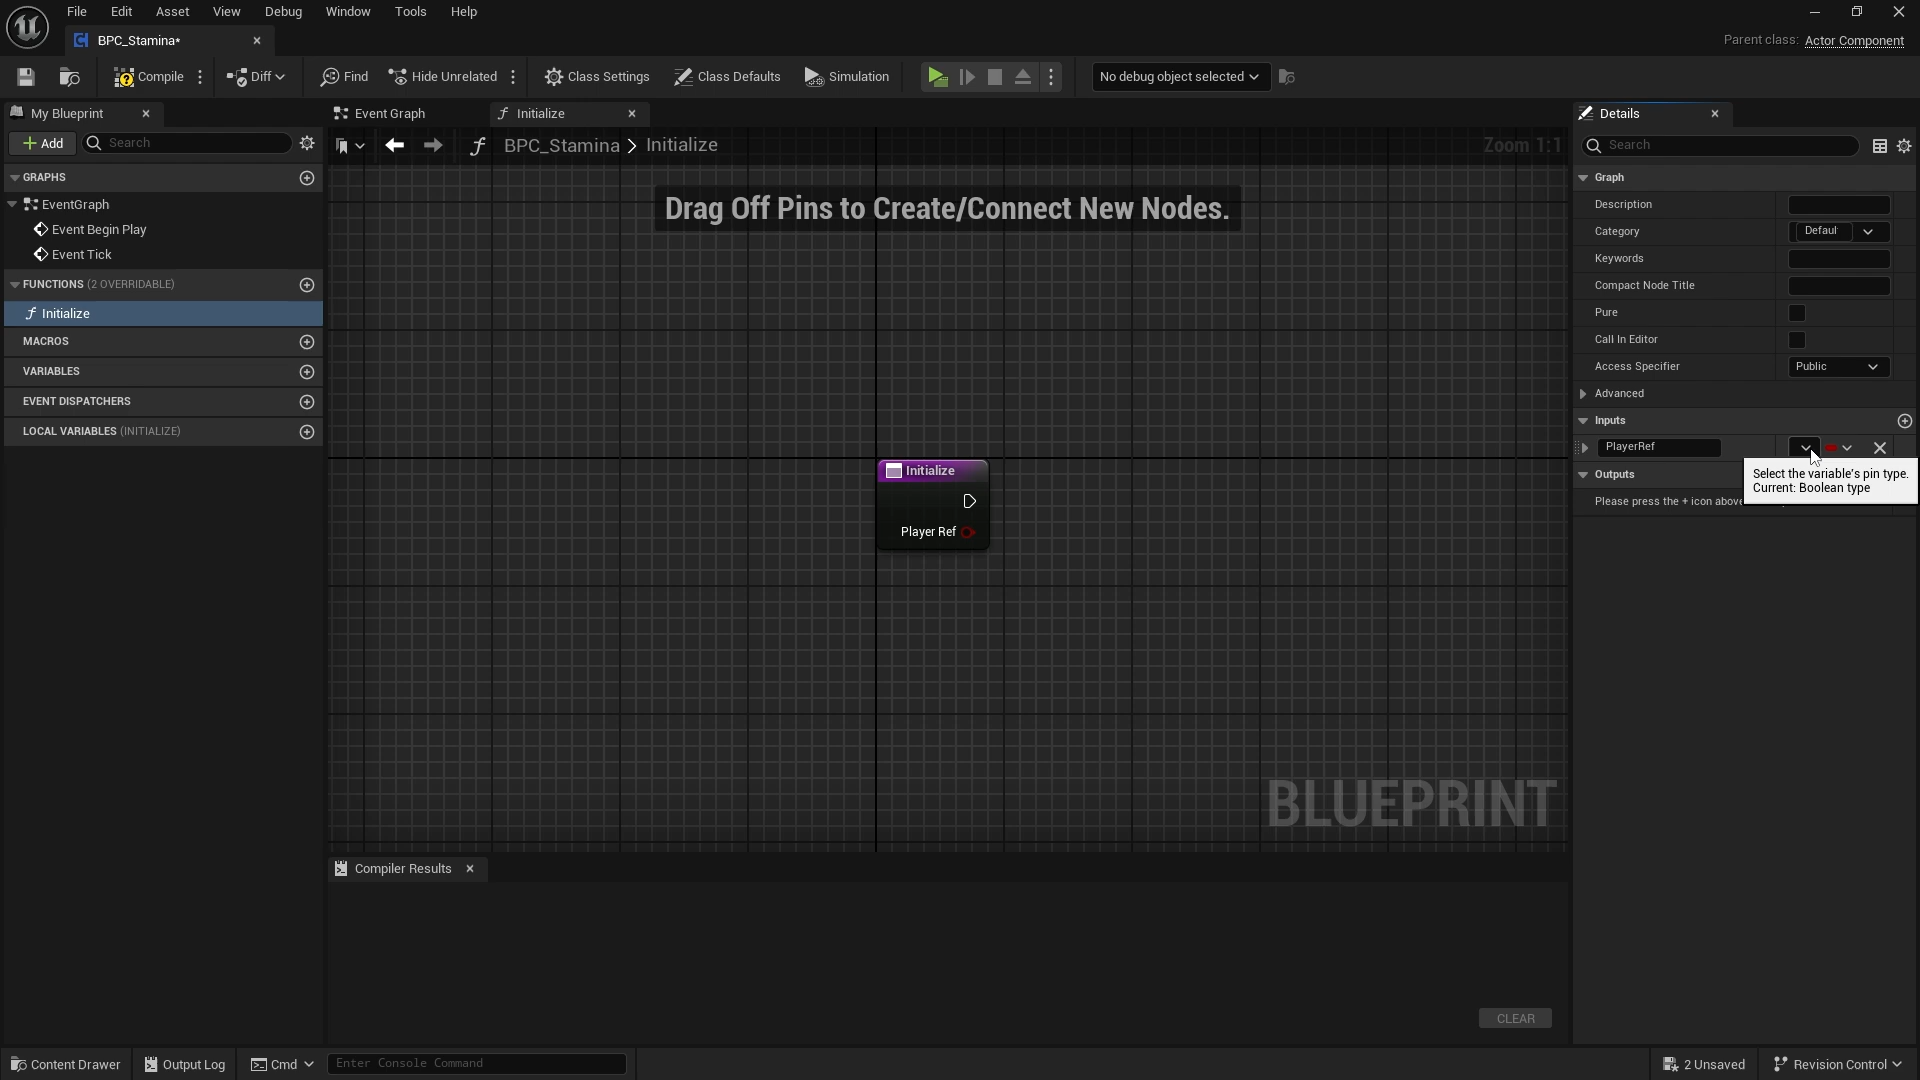 File Edit Asset View Debug Window Tools Help
BPC_Stamina*
Parent class: Actor Component
Compile Diff Find Hide Unrelated Class Settings Class Defaults Simulation No debug object selected
My Blueprint
Event Graph
Initialize
Details
Add Search
BPC_Stamina > Initialize
Zoom 1:1
Search
GRAPHS
EventGraph
Event Begin Play
Event Tick
FUNCTIONS (2 OVERRIDABLE)
Initialize
MACROS
VARIABLES
EVENT DISPATCHERS
LOCAL VARIABLES (INITIALIZE)
Drag Off Pins to Create/Connect New Nodes.
Initialize
Player Ref
BLUEPRINT
Graph
Description
Category Defaul
Keywords
Compact Node Title
Pure
Call In Editor
Access Specifier Public
Advanced
Inputs
PlayerRef
Outputs
Please press the + icon above
Select the variable's pin type.
Current: Boolean type
Compiler Results
CLEAR
Content Drawer Output Log Cmd Enter Console Command 2 Unsaved Revision Control